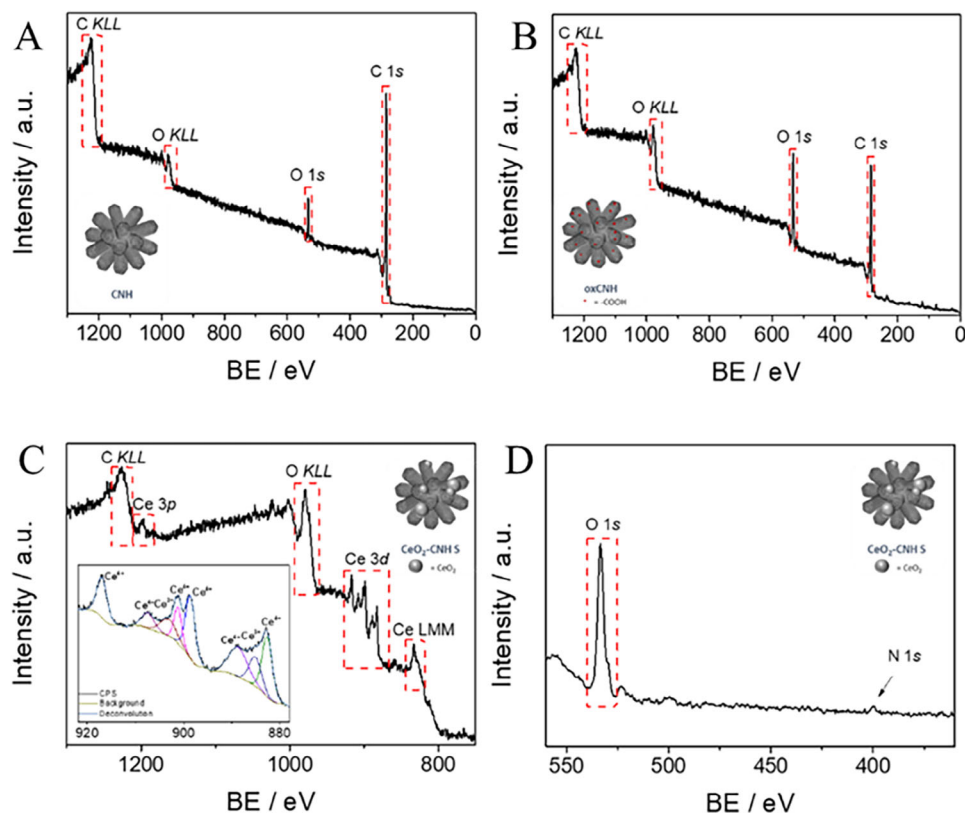 A
C KLL
C 1s
O KLL
O 1s
CNH
Intensity / a.u.
1200 1000 800 600 400 200 0
BE / eV
B
C KLL
O KLL
O 1s
C 1s
oxCNH
* = -COOH
Intensity / a.u.
1200 1000 800 600 400 200 0
BE / eV
C
C KLL
Ce 3p
O KLL
Ce 3d
Ce LMM
CeO₂-CNH S
= CeO₂
Ce⁴⁺
Ce⁴⁺
Ce³⁺
Ce⁴⁺
Ce⁴⁺
Ce⁴⁺
Ce³⁺
Ce⁴⁺
CPS
Background
Deconvolution
920 900 880
Intensity / a.u.
1200 1000 800
BE / eV
D
O 1s
CeO₂-CNH S
= CeO₂
N 1s
Intensity / a.u.
550 500 450 400
BE / eV